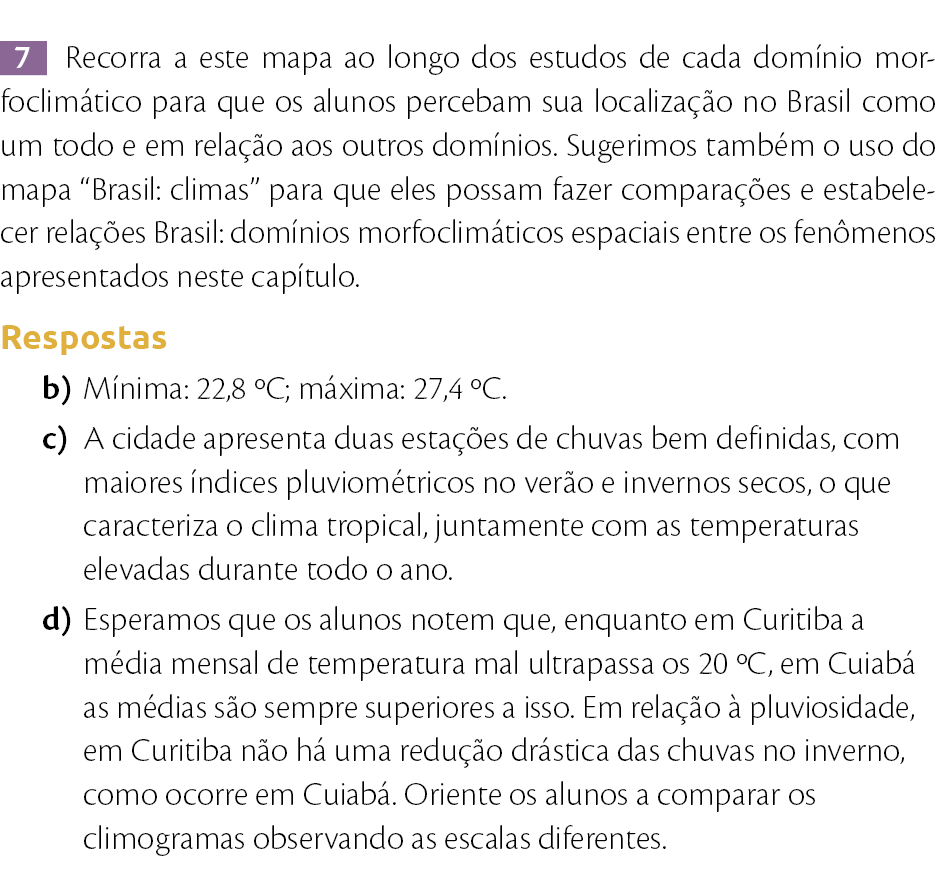 7 Recorra a este mapa ao longo dos estudos de cada domínio mor-
foclimático para que os alunos percebam sua localização no Brasil como
um todo e em relação aos outros domínios. Sugerimos também o uso do
mapa “Brasil: climas” para que eles possam fazer comparações e estabele-
cer relações Brasil: domínios morfoclimáticos espaciais entre os fenômenos
apresentados neste capítulo.
Respostas
b) Mínima: 22,8 ºC; máxima: 27,4 ºC.
c) A cidade apresenta duas estações de chuvas bem definidas, com
maiores índices pluviométricos no verão e invernos secos, o que
caracteriza o clima tropical, juntamente com as temperaturas
elevadas durante todo o ano.
d) Esperamos que os alunos notem que, enquanto em Curitiba a
média mensal de temperatura mal ultrapassa os 20 ºC, em Cuiabá
as médias são sempre superiores a isso. Em relação à pluviosidade,
em Curitiba não há uma redução drástica das chuvas no inverno,
como ocorre em Cuiabá. Oriente os alunos a comparar os
climogramas observando as escalas diferentes.